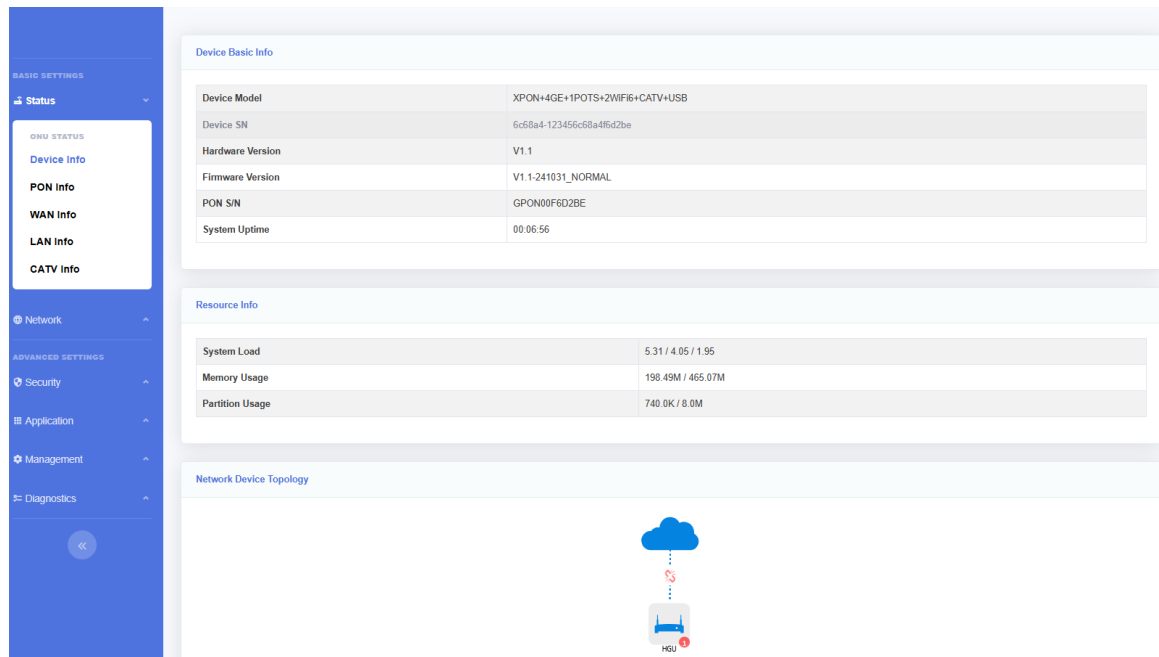 BASIC SETTINGS
Status
ONU STATUS
Device Info
PON Info
WAN Info
LAN Info
CATV Info
Network
ADVANCED SETTINGS
Security
Application
Management
Diagnostics
Device Basic Info
Device Model XPON+4GE+1POTS+2WiFi6+CATV+USB
Device SN 6c68a4-123456c68a4f6d2be
Hardware Version V1.1
Firmware Version V1.1-241031_NORMAL
PON S/N GPON00F6D2BE
System Uptime 00:06:56
Resource Info
System Load 5.31 / 4.05 / 1.95
Memory Usage 198.49M / 465.07M
Partition Usage 740.0K / 8.0M
Network Device Topology
HGU